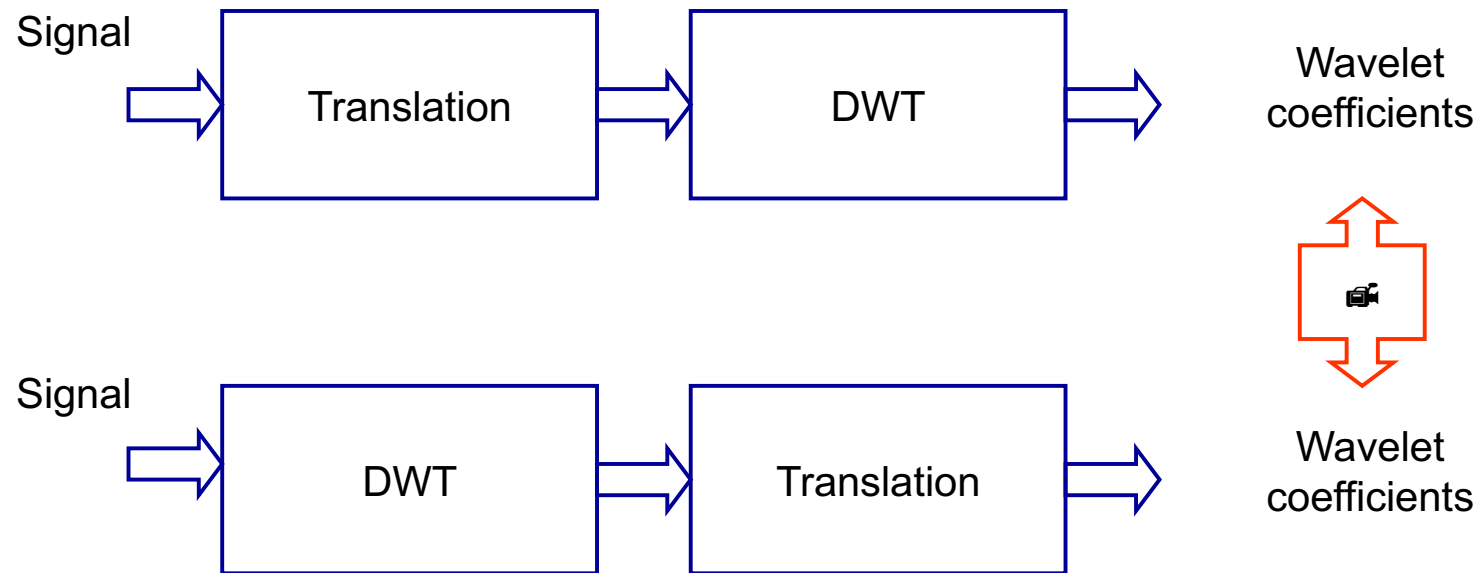 Signal
Translation
DWT
Wavelet
coefficients
Signal
DWT
Translation
Wavelet
coefficients